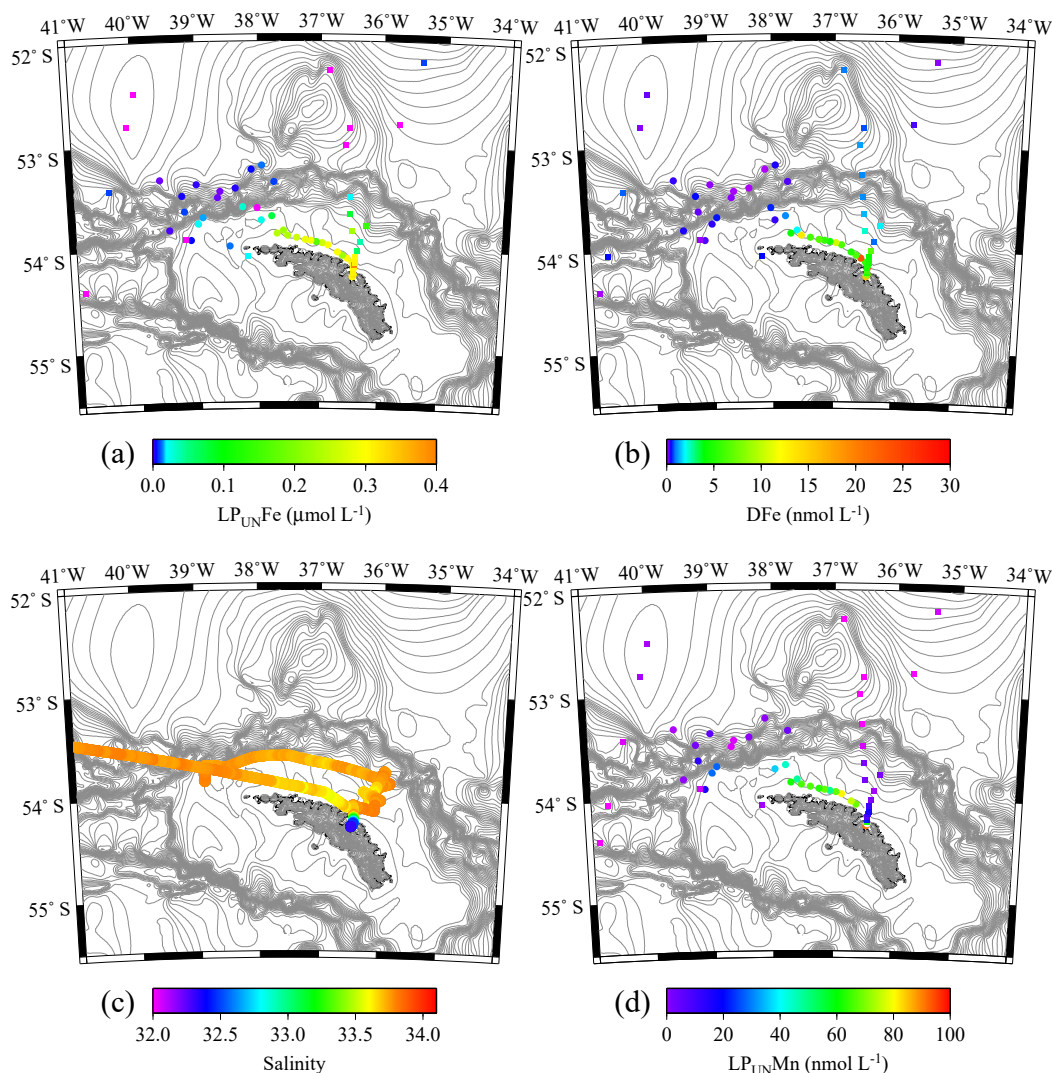 41°W 40°W 39°W 38°W 37°W 36°W 35°W 34°W
52° S
53° S
54° S
55° S
(a)
0.0 0.1 0.2 0.3 0.4
LP_UN Fe (μmol L⁻¹)
41°W 40°W 39°W 38°W 37°W 36°W 35°W 34°W
52° S
53° S
54° S
55° S
(b)
0 5 10 15 20 25 30
DFe (nmol L⁻¹)
41°W 40°W 39°W 38°W 37°W 36°W 35°W 34°W
52° S
53° S
54° S
55° S
(c)
32.0 32.5 33.0 33.5 34.0
Salinity
41°W 40°W 39°W 38°W 37°W 36°W 35°W 34°W
52° S
53° S
54° S
55° S
(d)
0 20 40 60 80 100
LP_UN Mn (nmol L⁻¹)